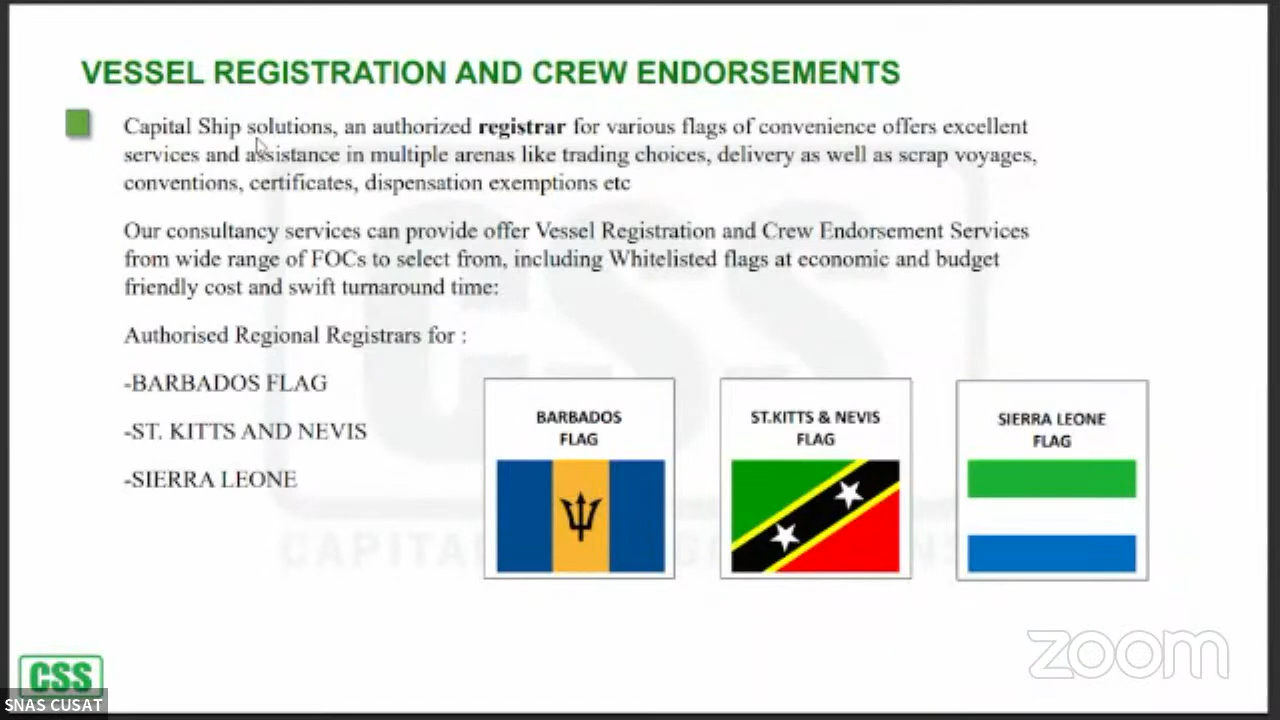 VESSEL REGISTRATION AND CREW ENDORSEMENTS
Capital Ship solutions, an authorized registrar for various flags of convenience offers excellent
services and assistance in multiple arenas like trading choices, delivery as well as scrap voyages,
conventions, certificates, dispensation exemptions etc
Our consultancy services can provide offer Vessel Registration and Crew Endorsement Services
from wide range of FOCs to select from, including Whitelisted flags at economic and budget
friendly cost and swift turnaround time:
Authorised Regional Registrars for :
-BARBADOS FLAG
-ST. KITTS AND NEVIS
-SIERRA LEONE
BARBADOS
FLAG
ST.KITTS & NEVIS
FLAG
SIERRA LEONE
FLAG
CSS
zoom
CSS
SNAS CUSAT